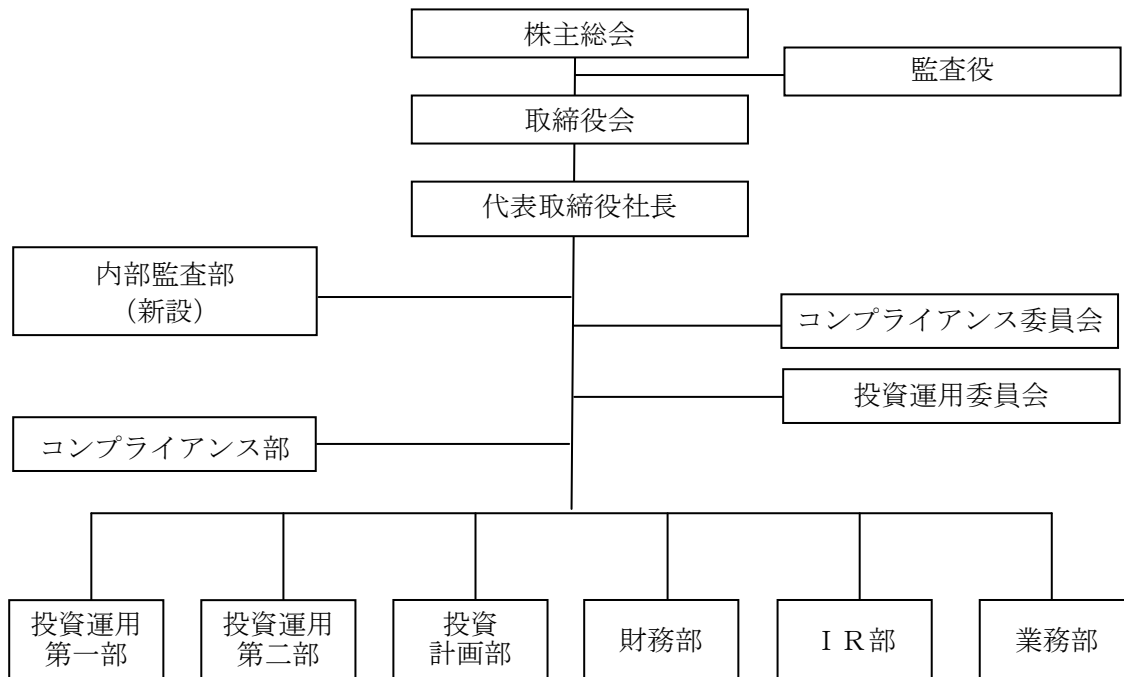 株主総会
監査役
取締役会
代表取締役社長
内部監査部
（新設）
コンプライアンス委員会
投資運用委員会
コンプライアンス部
投資運用
第一部
投資運用
第二部
投資
計画部
財務部
ＩＲ部
業務部